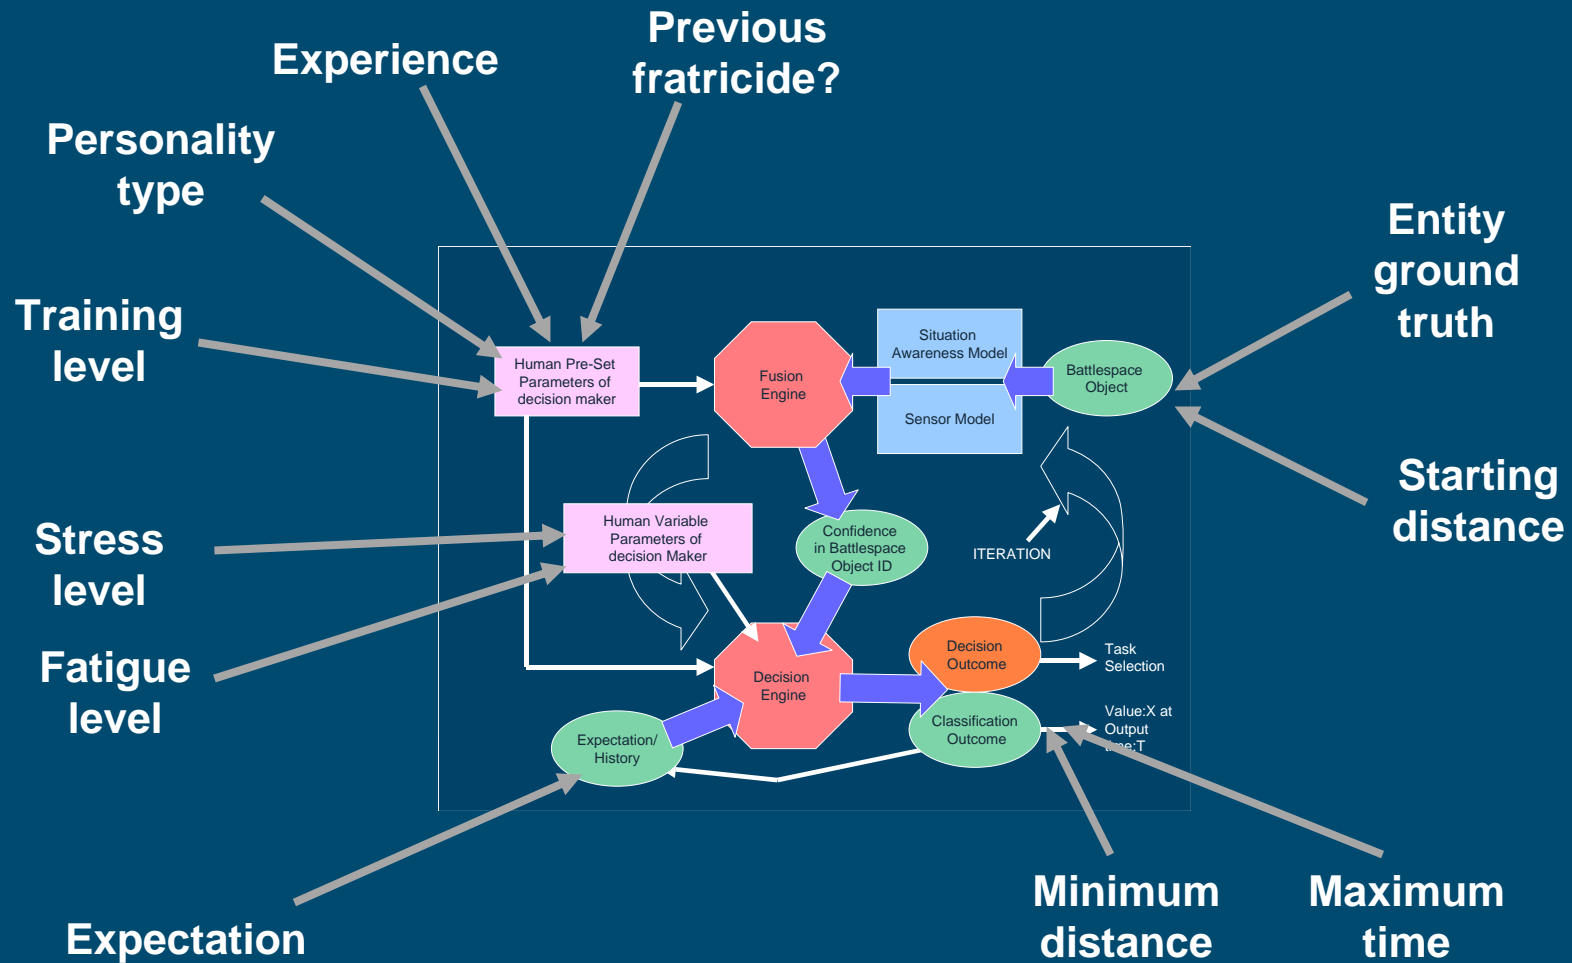 Previous
fratricide?
Experience
Personality
type
Training
level
Stress
level
Fatigue
level
Expectation
Entity
ground
truth
Starting
distance
Minimum
distance
Maximum
time
Human Pre-Set
Parameters of
decision maker
Fusion
Engine
Situation
Awareness Model
Sensor Model
Battlespace
Object
Human Variable
Parameters of
decision Maker
Confidence
in Battlespace
Object ID
ITERATION
Decision
Engine
Decision
Outcome
Task
Selection
Classification
Outcome
Value:X at
Output
time:T
Expectation/
History